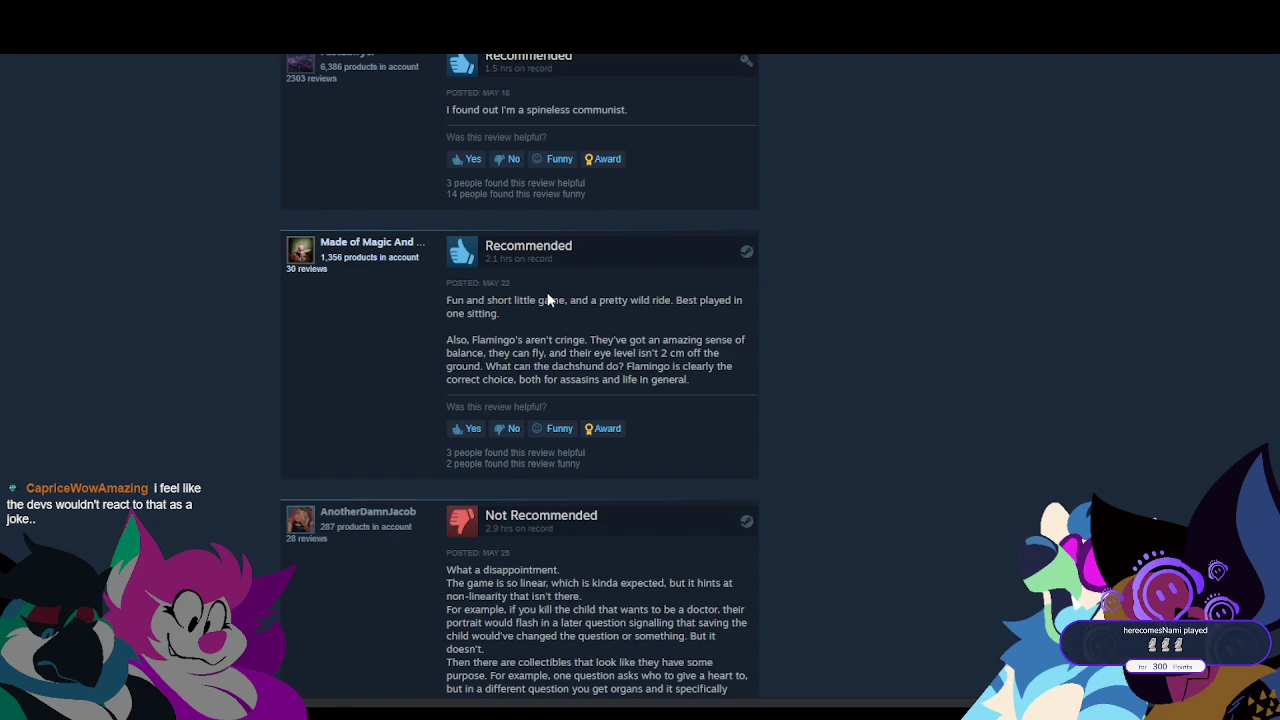 Recommended
6,386 products in account
1.5 hrs on record
2303 reviews
POSTED: MAY 18
I found out I'm a spineless communist.
Was this review helpful?
Yes No Funny Award
3 people found this review helpful
14 people found this review funny
Made of Magic And ...
Recommended
1,356 products in account
2.1 hrs on record
30 reviews
POSTED: MAY 22
Fun and short little game, and a pretty wild ride. Best played in
one sitting.
Also, Flamingo's aren't cringe. They've got an amazing sense of
balance, they can fly, and their eye level isn't 2 cm off the
ground. What can the dachshund do? Flamingo is clearly the
correct choice, both for assasins and life in general.
Was this review helpful?
Yes No Funny Award
3 people found this review helpful
2 people found this review funny
AnotherDamnJacob
Not Recommended
287 products in account
2.9 hrs on record
28 reviews
POSTED: MAY 25
What a disappointment.
The game is so linear, which is kinda expected, but it hints at
non-linearity that isn't there.
For example, if you kill the child that wants to be a doctor, their
portrait would flash in a later question signalling that saving the
child would've changed the question or something. But it
doesn't.
Then there are collectibles that look like they have some
purpose. For example, one question asks who to give a heart to,
but in a different question you get organs and it specifically
CapriceWowAmazing i feel like
the devs wouldn't react to that as a
joke..
herecomesNami played
for 300 Points